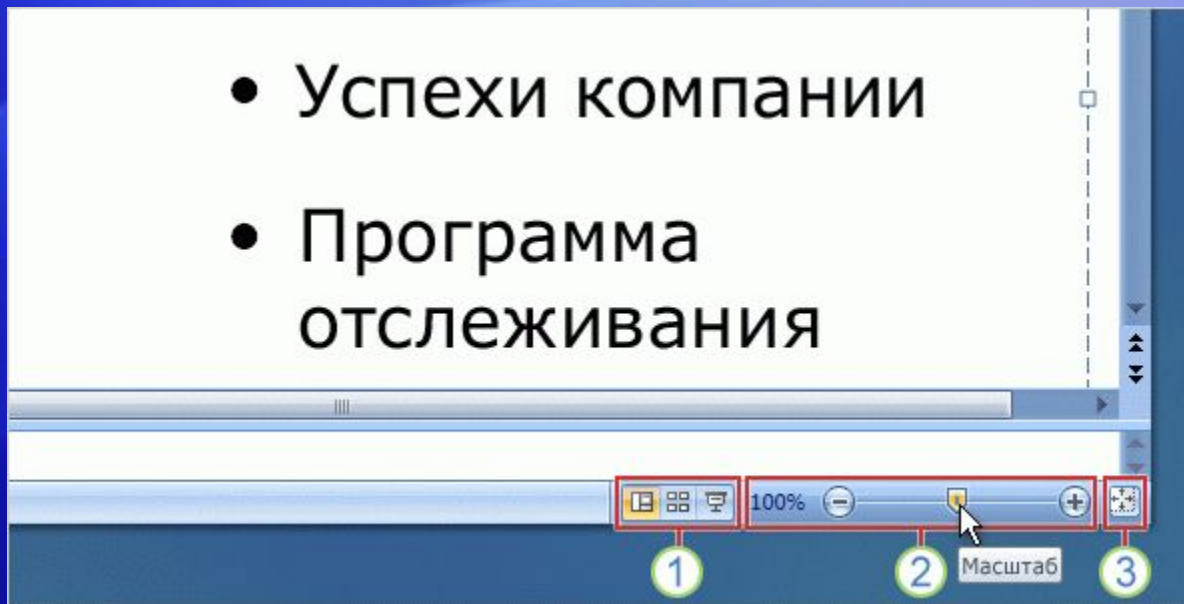 • Успехи компании
• Программа
отслеживания
100%
Масштаб
1
2
3